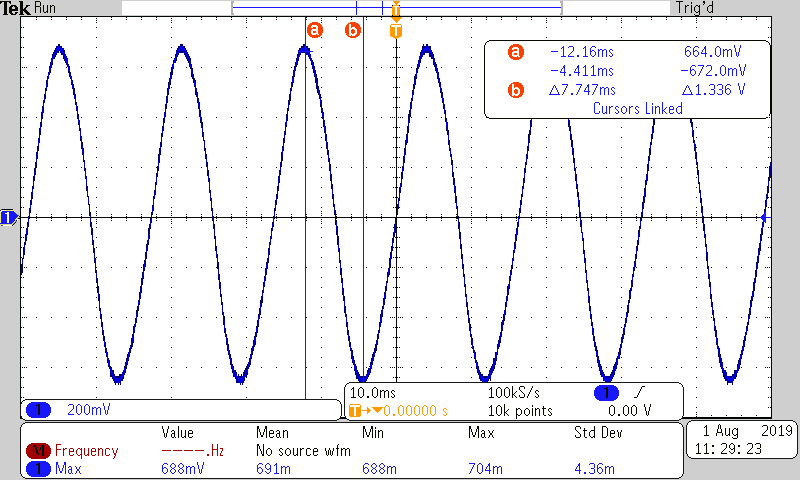 Tek Run Trig'd
T
a b T
a −12.16ms 664.0mV
−4.411ms −672.0mV
b Δ7.747ms Δ1.336 V
Cursors Linked
1
1 200mV
10.0ms 100kS/s 1
T→▼0.00000 s 10k points 0.00 V
Value Mean Min Max Std Dev
M Frequency −−−−.Hz No source wfm
1 Max 688mV 691m 688m 704m 4.36m
1 Aug 2019
11:29:23